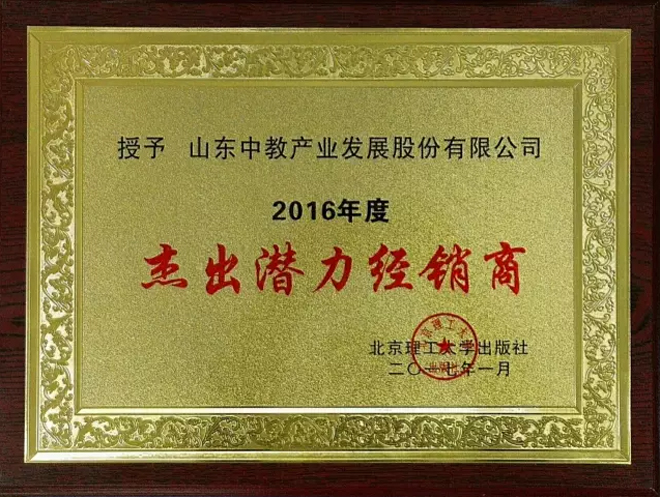 授予 山东中教产业发展股份有限公司
2016年度
杰出潜力经销商
北京理工大学出版社
二〇一七年一月